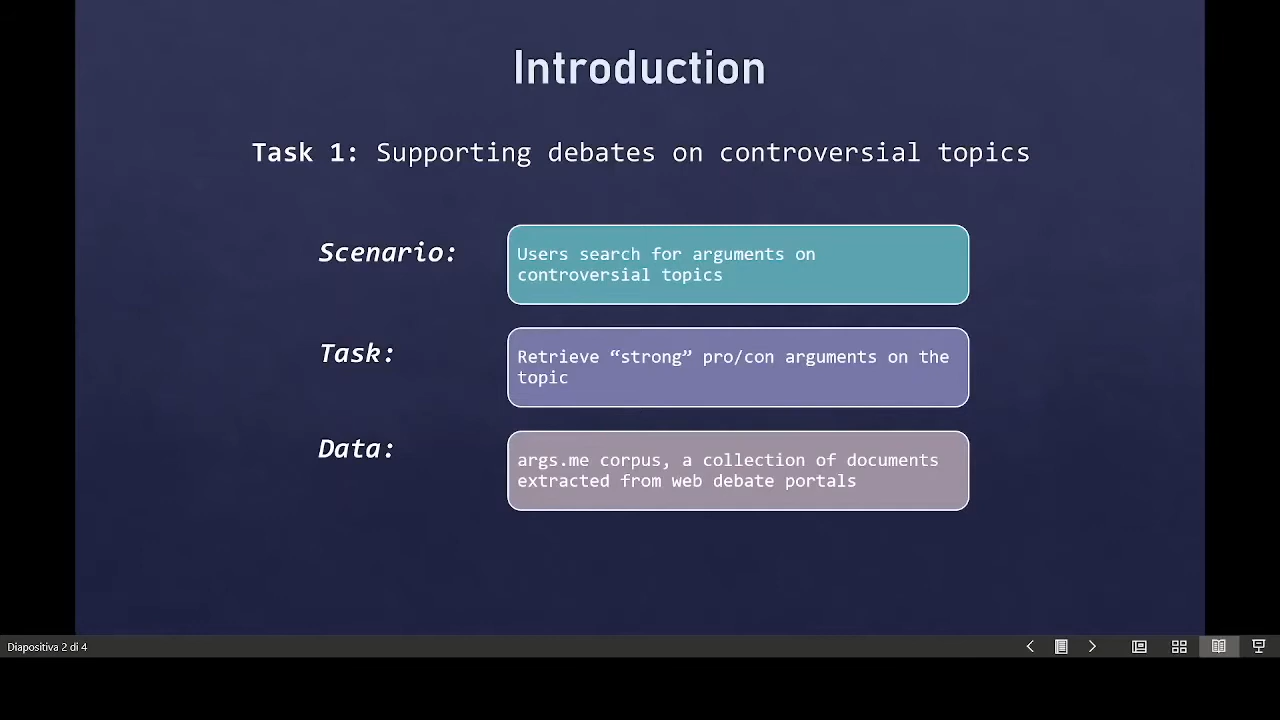 Introduction
Task 1: Supporting debates on controversial topics
Scenario:
Users search for arguments on
controversial topics
Task:
Retrieve “strong” pro/con arguments on the
topic
Data:
args.me corpus, a collection of documents
extracted from web debate portals
Diapositiva 2 di 4